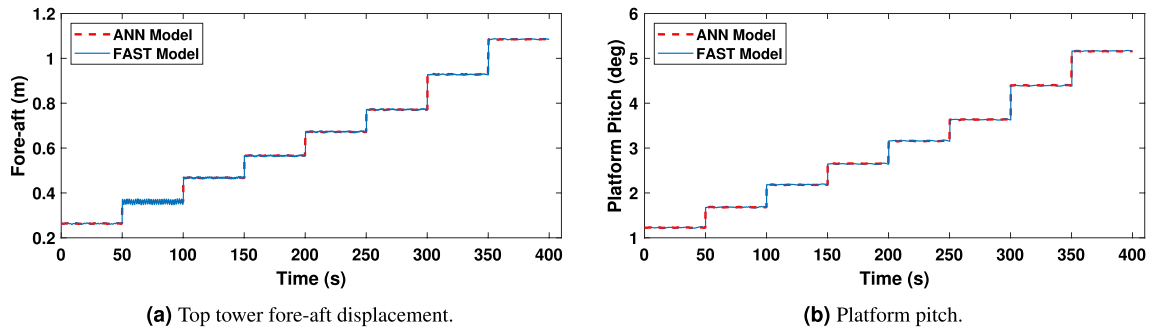 1.2
1
0.8
0.6
0.4
0.2
Fore-aft (m)
ANN Model
FAST Model
0 50 100 150 200 250 300 350 400
Time (s)
(a) Top tower fore-aft displacement.
6
5
4
3
2
1
Platform Pitch (deg)
ANN Model
FAST Model
0 50 100 150 200 250 300 350 400
Time (s)
(b) Platform pitch.